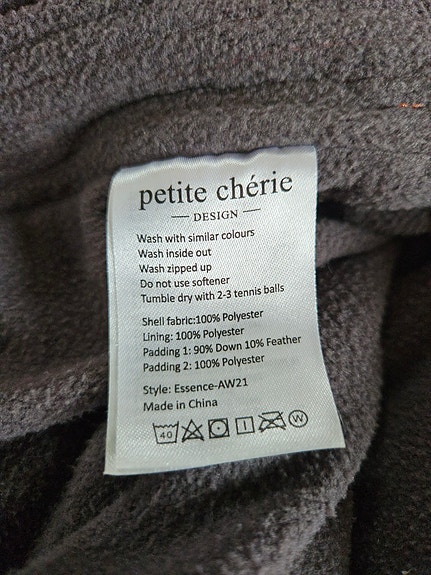 petite chérie
DESIGN
Wash with similar colours
Wash inside out
Wash zipped up
Do not use softener
Tumble dry with 2-3 tennis balls
Shell fabric:100% Polyester
Lining: 100% Polyester
Padding 1: 90% Down 10% Feather
Padding 2: 100% Polyester
Style: Essence-AW21
Made in China
40 W